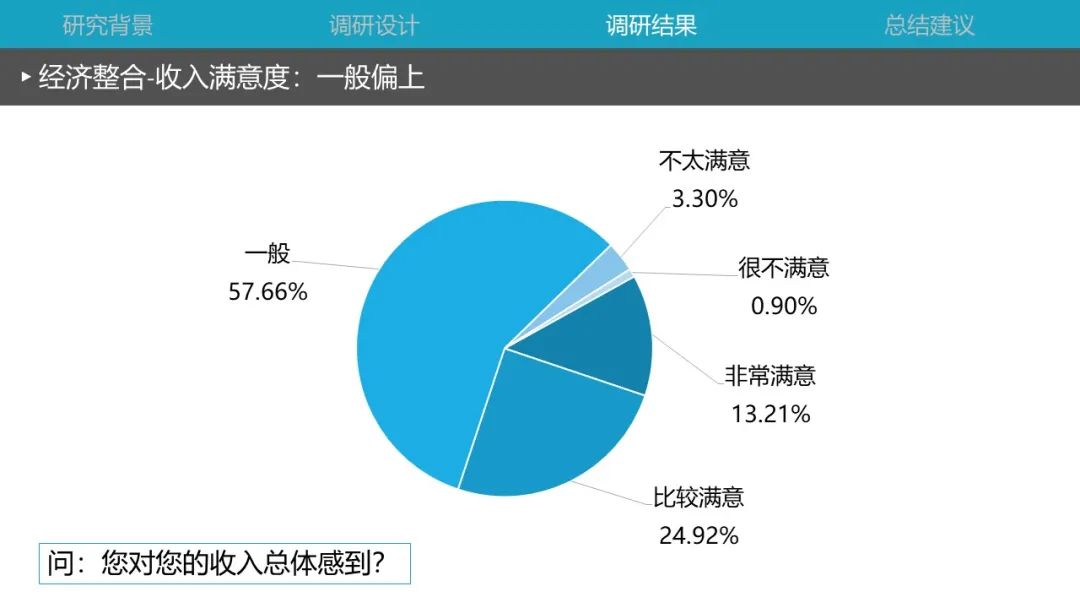 研究背景
调研设计
调研结果
总结建议
经济整合-收入满意度：一般偏上
不太满意
3.30%
一般
57.66%
很不满意
0.90%
非常满意
13.21%
比较满意
24.92%
问：您对您的收入总体感到？